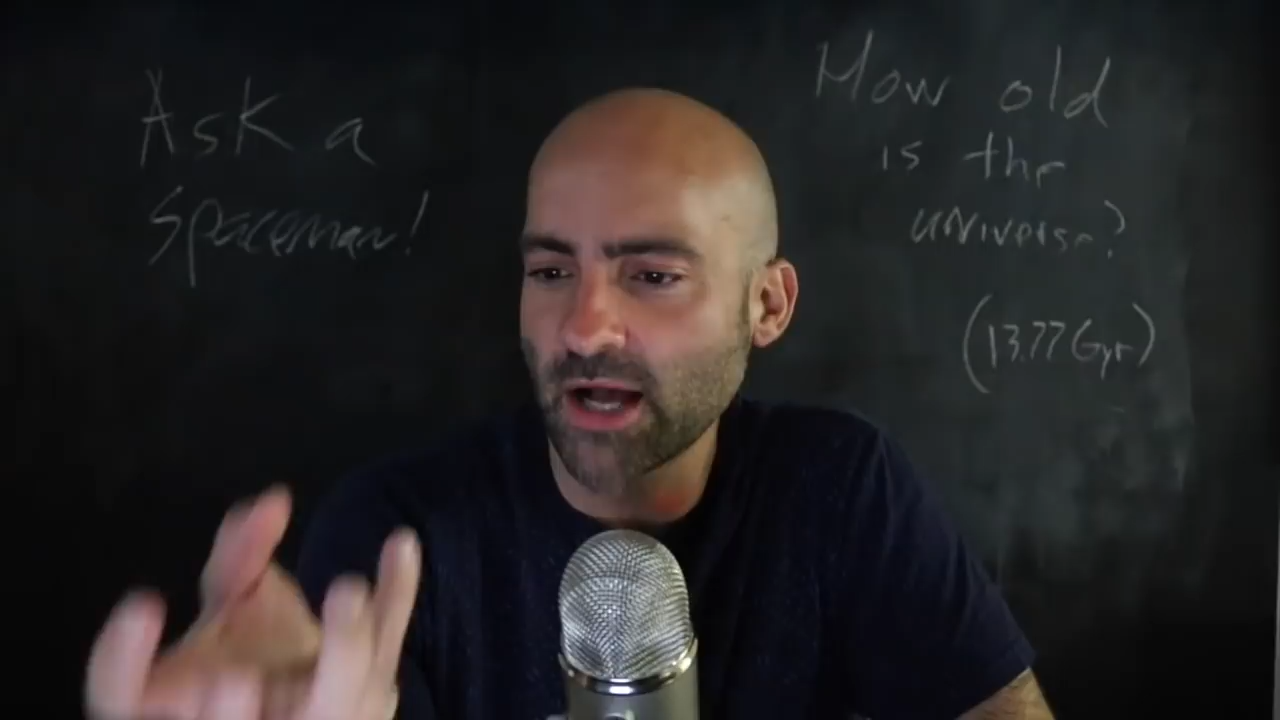 Ask a
Spaceman!
How old
is the
universe?
(13.77 Gyr)